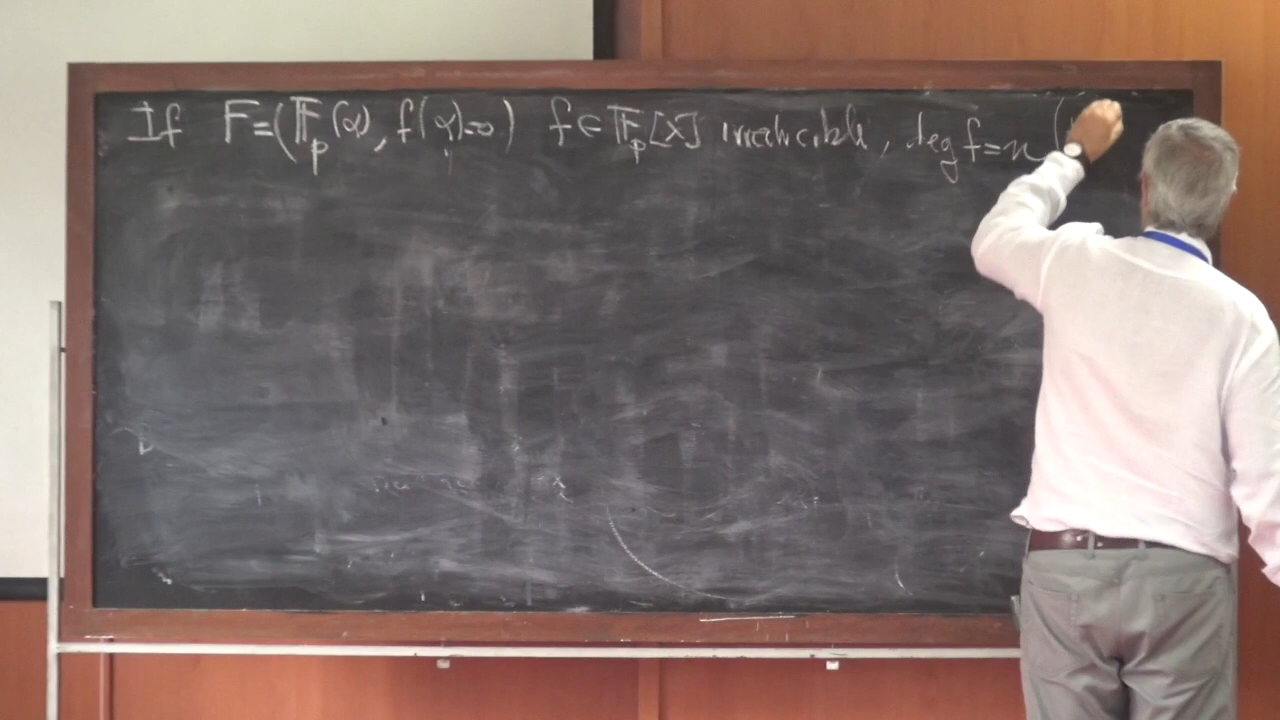 If F=(𝔽_p(α), f(α)=0) f∈𝔽_p[X] irreducible, deg f=n (